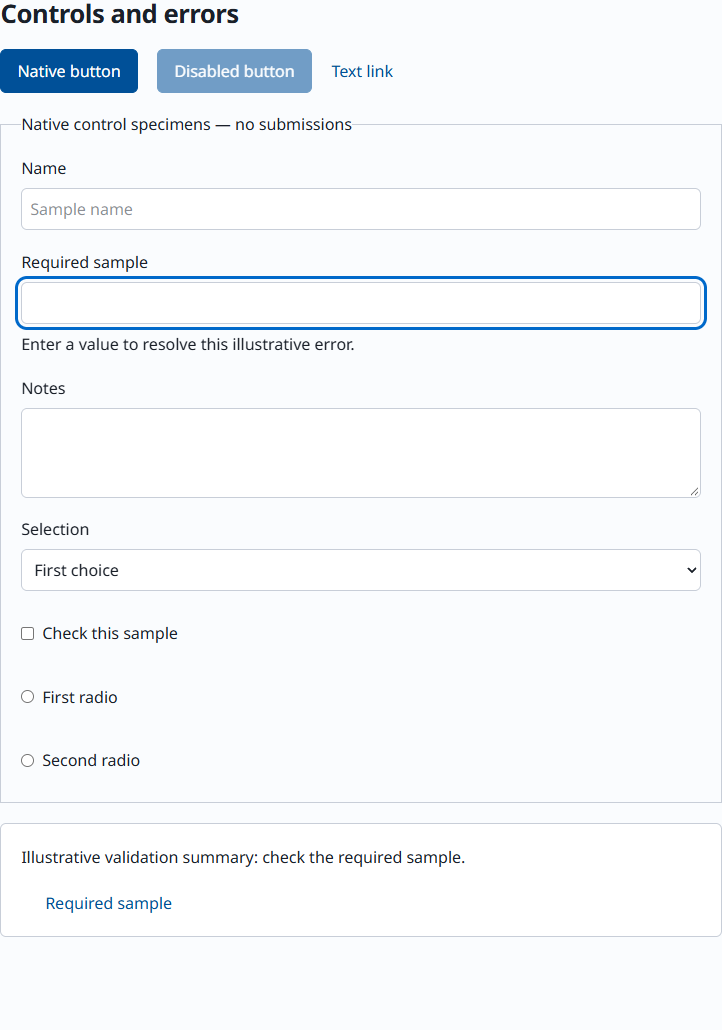 Controls and errors
Native button
Disabled button
Text link
Native control specimens — no submissions
Name
Sample name
Required sample
Enter a value to resolve this illustrative error.
Notes
Selection
First choice
Check this sample
First radio
Second radio
Illustrative validation summary: check the required sample.
Required sample